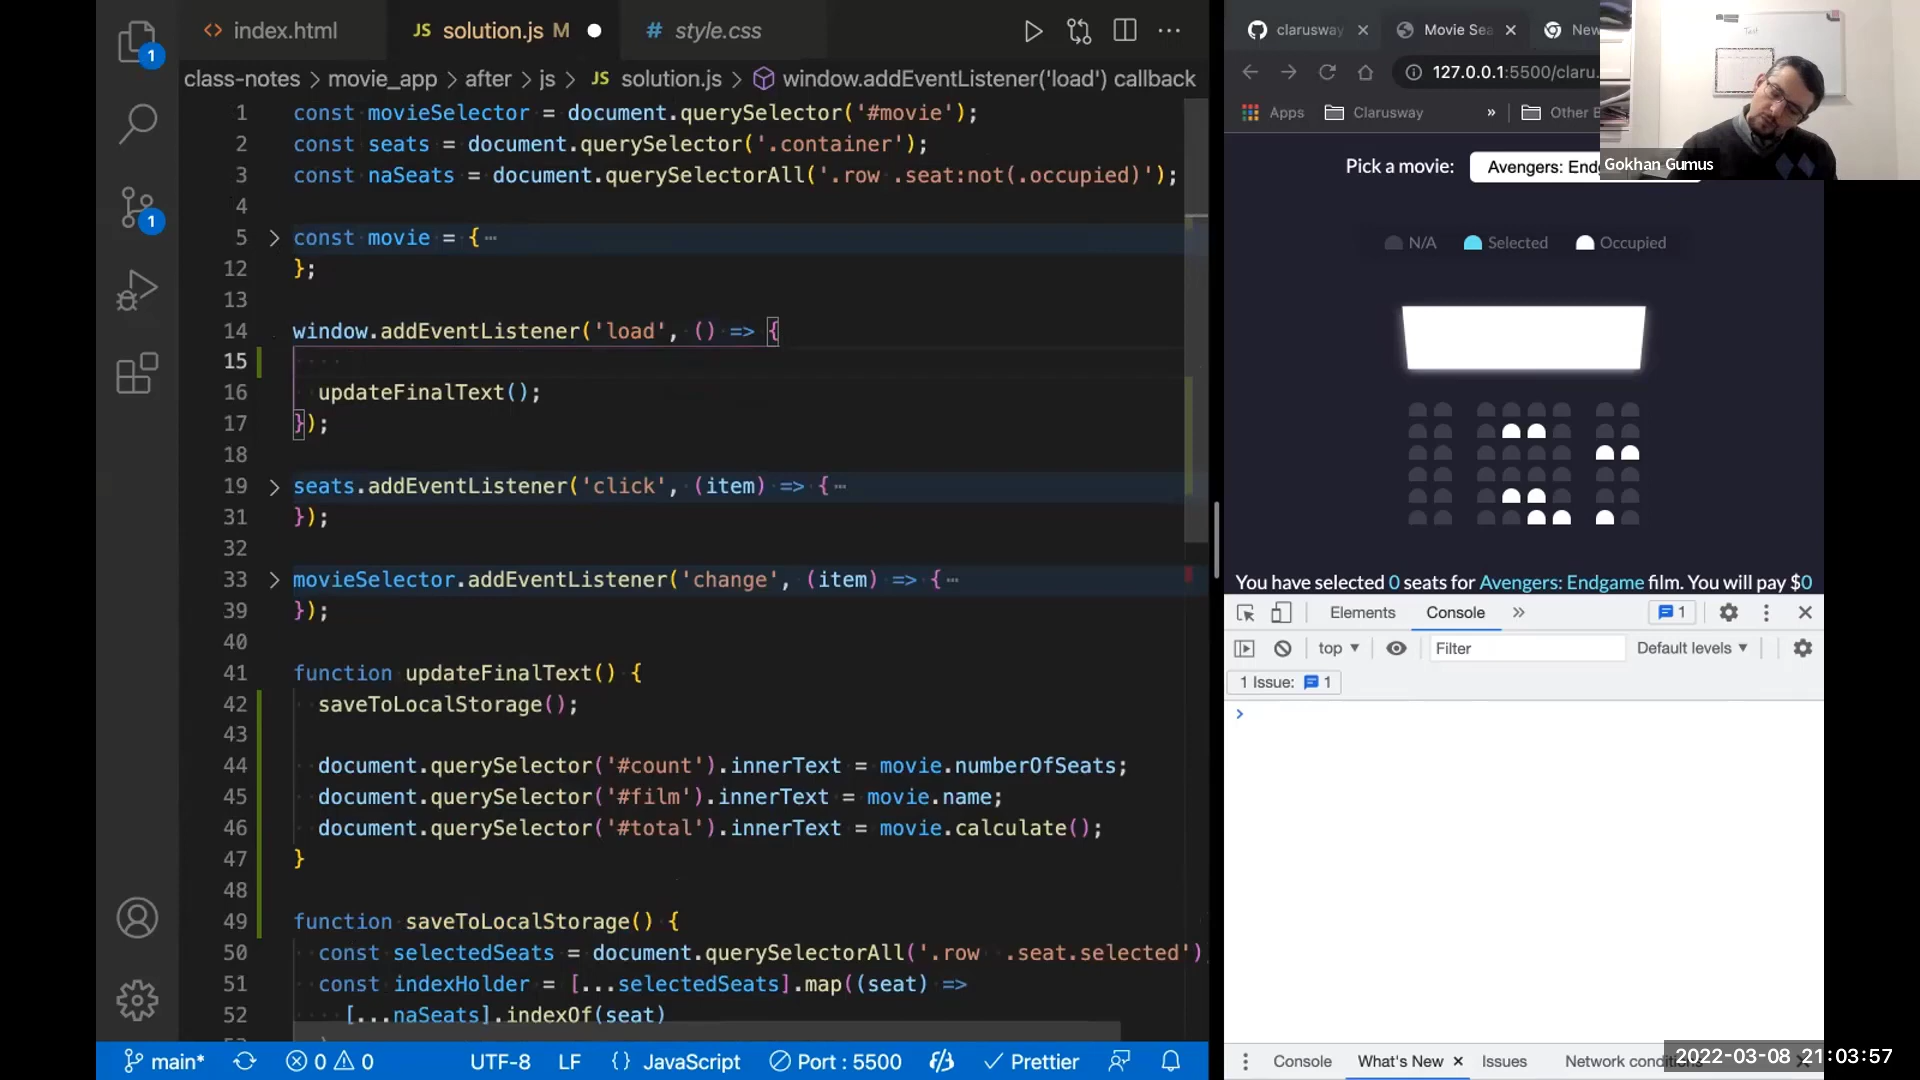 index.html
JS solution.js M
# style.css
class-notes > movie_app > after > js > JS solution.js > window.addEventListener('load') callback
1 const movieSelector = document.querySelector('#movie');
2 const seats = document.querySelector('.container');
3 const naSeats = document.querySelectorAll('.row .seat:not(.occupied)');
4
5 const movie = {
12 };
13
14 window.addEventListener('load', () => {
15
16 updateFinalText();
17 });
18
19 seats.addEventListener('click', (item) => {
31 });
32
33 movieSelector.addEventListener('change', (item) => {
39 });
40
41 function updateFinalText() {
42 saveToLocalStorage();
43
44 document.querySelector('#count').innerText = movie.numberOfSeats;
45 document.querySelector('#film').innerText = movie.name;
46 document.querySelector('#total').innerText = movie.calculate();
47 }
48
49 function saveToLocalStorage() {
50 const selectedSeats = document.querySelectorAll('.row .seat.selected')
51 const indexHolder = [...selectedSeats].map((seat) =>
52 [...naSeats].indexOf(seat)
1
1
main*
0 0
UTF-8
LF
{} JavaScript
Port : 5500
Prettier
clarusway
Movie Sea
New
127.0.0.1:5500/claru
Apps
Clarusway
»
Other B
Gokhan Gumus
Pick a movie:
Avengers: End
N/A
Selected
Occupied
You have selected 0 seats for Avengers: Endgame film. You will pay $0
Elements
Console
»
1
top
Filter
Default levels
1 Issue: 1
Console
What's New
Issues
Network condi
2022-03-08 21:03:57